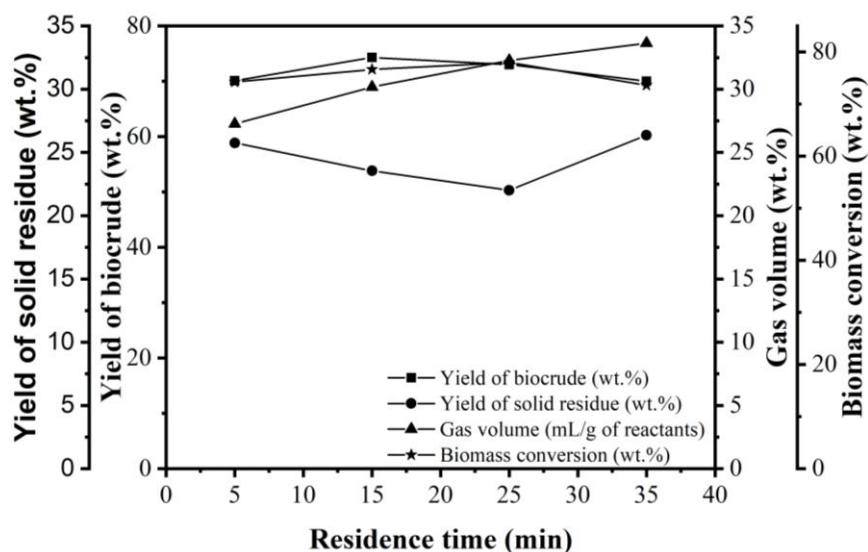 Yield of solid residue (wt.%)
35
30
25
20
15
10
5
0
Yield of biocrude (wt.%)
80
60
40
20
0
Yield of biocrude (wt.%)
Yield of solid residue (wt.%)
Gas volume (mL/g of reactants)
Biomass conversion (wt.%)
35
30
25
20
15
10
5
0
Gas volume (wt.%)
80
60
40
20
0
Biomass conversion (wt.%)
0 5 10 15 20 25 30 35 40
Residence time (min)